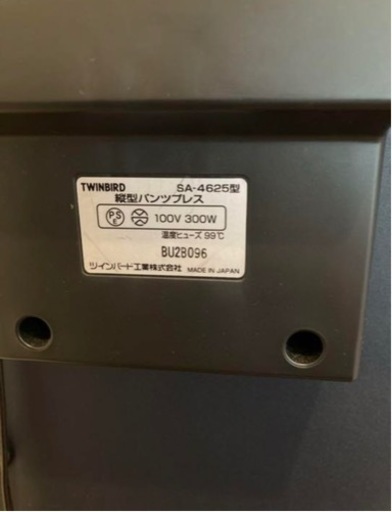 TWINBIRD SA-4625型
縦型パンツプレス
PSE 100V 300W
温度ヒューズ 99℃
BU2B096
ツインバード工業株式会社 MADE IN JAPAN